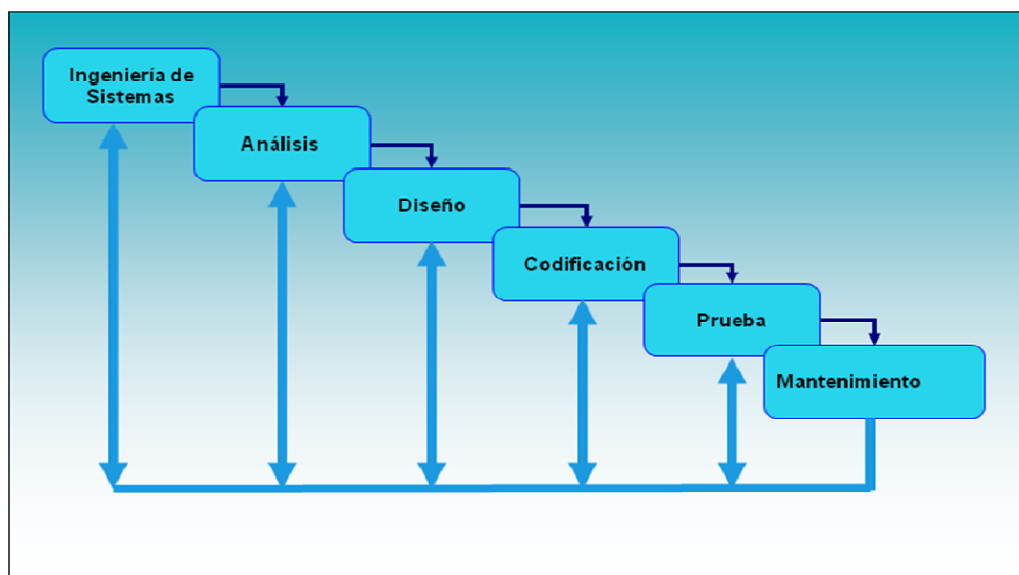 Ingeniería de
Sistemas
Análisis
Diseño
Codificación
Prueba
Mantenimiento